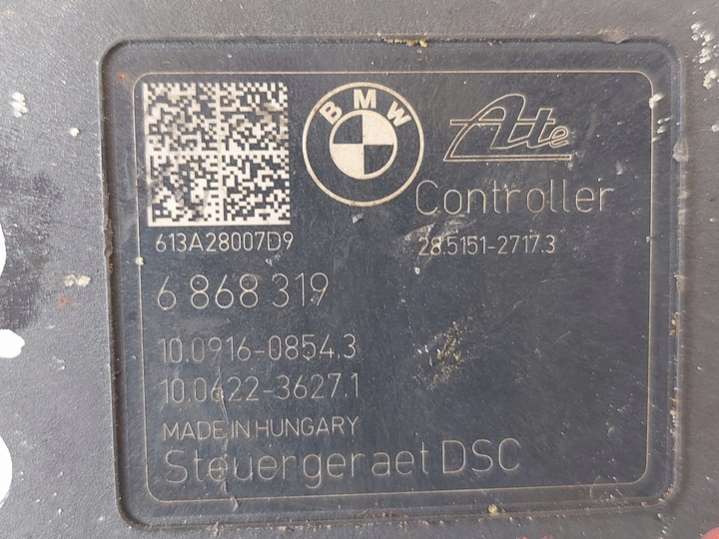 BMW
Ate
Controller
613A28007D9
28.5151-2717.3
6 868 319
10.0916-0854.3
10.0622-3627.1
MADE IN HUNGARY
Steuergeraet DSC